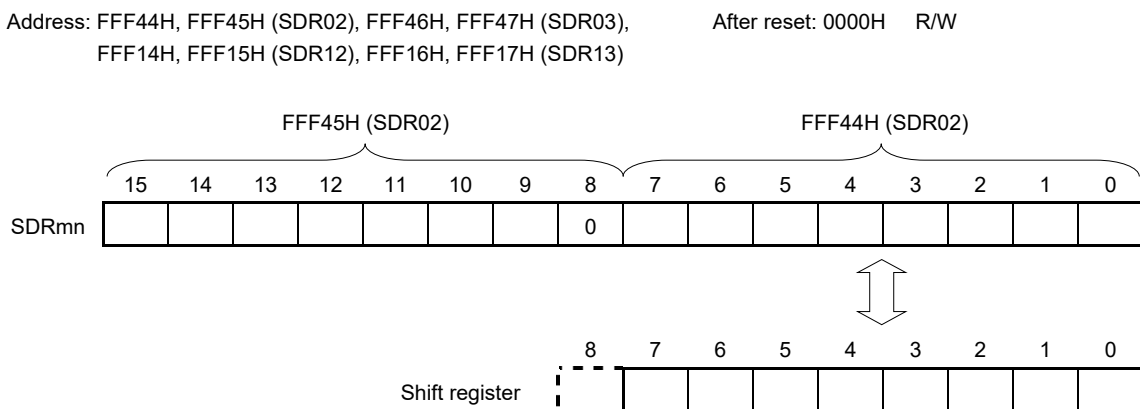 Address: FFF44H, FFF45H (SDR02), FFF46H, FFF47H (SDR03), After reset: 0000H R/W
FFF14H, FFF15H (SDR12), FFF16H, FFF17H (SDR13)
FFF45H (SDR02) FFF44H (SDR02)
15 14 13 12 11 10 9 8 7 6 5 4 3 2 1 0
SDRmn 0
8 7 6 5 4 3 2 1 0
Shift register